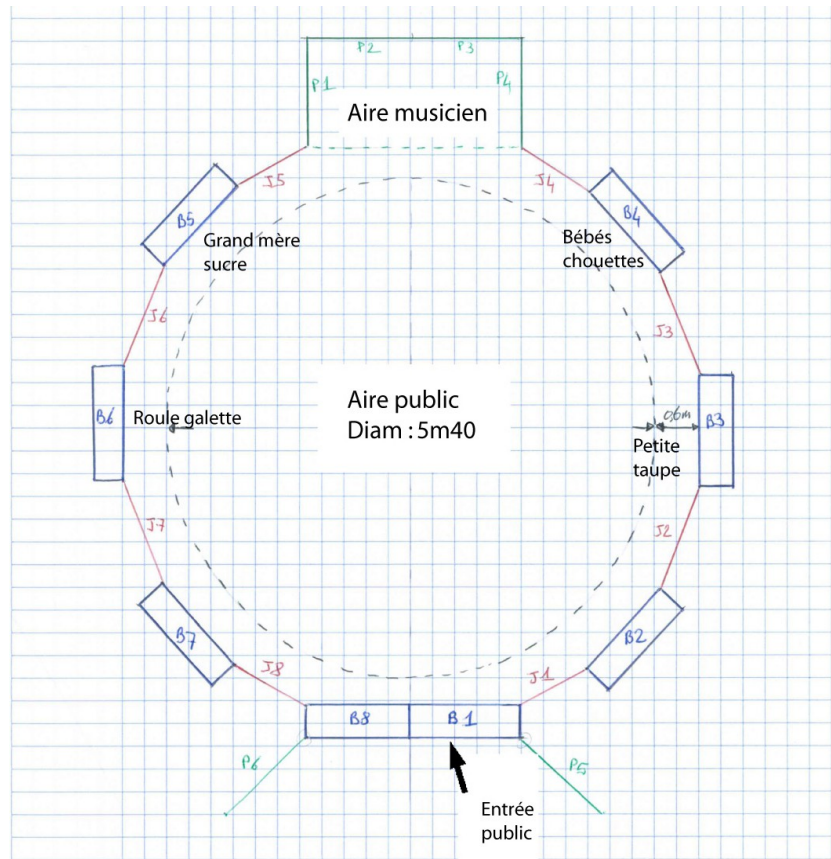 P2
P3
P1
P4
Aire musicien
J5
J4
B5
B4
Grand mère
sucre
Bébés
chouettes
J6
J3
Aire public
Diam : 5m40
B6
Roule galette
0,6m
B3
Petite
taupe
J7
J2
B7
B2
J8
J1
B8
B1
P6
P5
Entrée
public